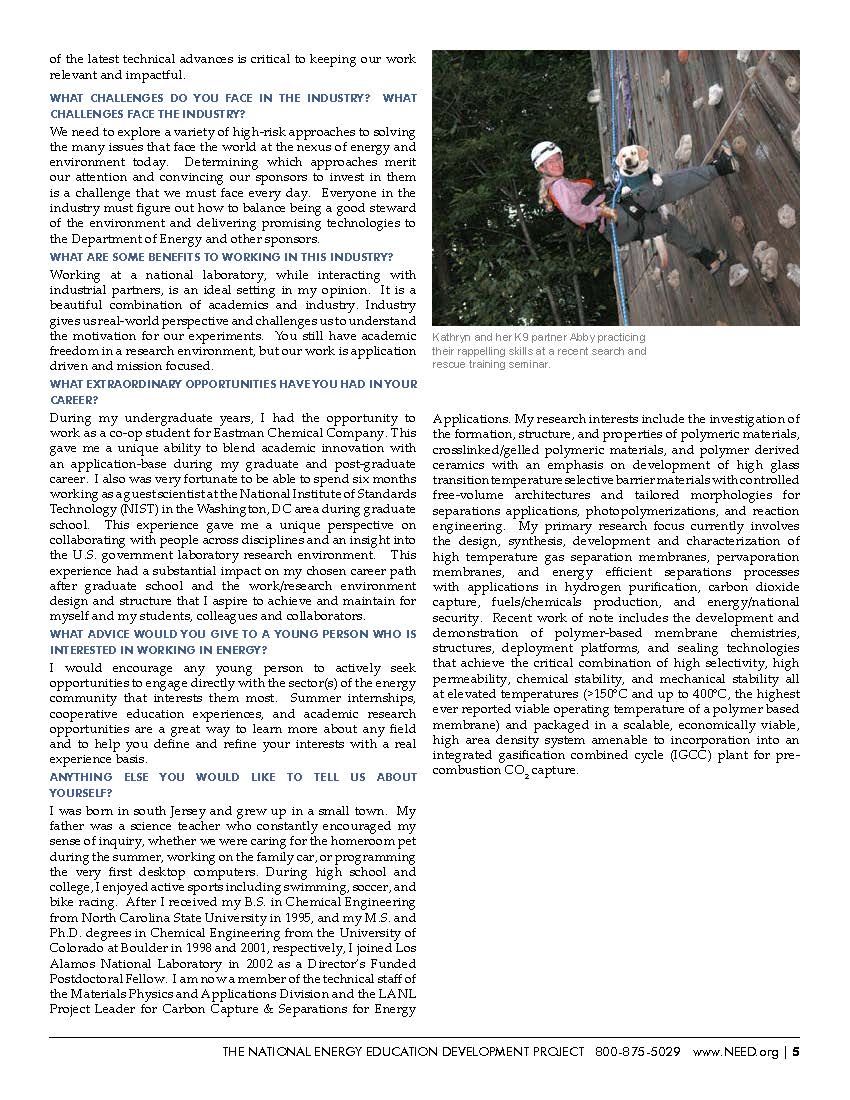 of the latest technical advances is critical to keeping our work
relevant and impactful.
WHAT CHALLENGES DO YOU FACE IN THE INDUSTRY? WHAT
CHALLENGES FACE THE INDUSTRY?
We need to explore a variety of high-risk approaches to solving
the many issues that face the world at the nexus of energy and
environment today. Determining which approaches merit
our attention and convincing our sponsors to invest in them
is a challenge that we must face every day. Everyone in the
industry must figure out how to balance being a good steward
of the environment and delivering promising technologies to
the Department of Energy and other sponsors.
WHAT ARE SOME BENEFITS TO WORKING IN THIS INDUSTRY?
Working at a national laboratory, while interacting with
industrial partners, is an ideal setting in my opinion. It is a
beautiful combination of academics and industry. Industry
gives us real-world perspective and challenges us to understand
the motivation for our experiments. You still have academic
freedom in a research environment, but our work is application
driven and mission focused.
WHAT EXTRAORDINARY OPPORTUNITIES HAVE YOU HAD IN YOUR
CAREER?
During my undergraduate years, I had the opportunity to
work as a co-op student for Eastman Chemical Company. This
gave me a unique ability to blend academic innovation with
an application-base during my graduate and post-graduate
career. I also was very fortunate to be able to spend six months
working as a guest scientist at the National Institute of Standards
Technology (NIST) in the Washington, DC area during graduate
school. This experience gave me a unique perspective on
collaborating with people across disciplines and an insight into
the U.S. government laboratory research environment. This
experience had a substantial impact on my chosen career path
after graduate school and the work/research environment
design and structure that I aspire to achieve and maintain for
myself and my students, colleagues and collaborators.
WHAT ADVICE WOULD YOU GIVE TO A YOUNG PERSON WHO IS
INTERESTED IN WORKING IN ENERGY?
I would encourage any young person to actively seek
opportunities to engage directly with the sector(s) of the energy
community that interests them most. Summer internships,
cooperative education experiences, and academic research
opportunities are a great way to learn more about any field
and to help you define and refine your interests with a real
experience basis.
ANYTHING ELSE YOU WOULD LIKE TO TELL US ABOUT
YOURSELF?
I was born in south Jersey and grew up in a small town. My
father was a science teacher who constantly encouraged my
sense of inquiry, whether we were caring for the homeroom pet
during the summer, working on the family car, or programming
the very first desktop computers. During high school and
college, I enjoyed active sports including swimming, soccer, and
bike racing. After I received my B.S. in Chemical Engineering
from North Carolina State University in 1995, and my M.S. and
Ph.D. degrees in Chemical Engineering from the University of
Colorado at Boulder in 1998 and 2001, respectively, I joined Los
Alamos National Laboratory in 2002 as a Director's Funded
Postdoctoral Fellow. I am now a member of the technical staff of
the Materials Physics and Applications Division and the LANL
Project Leader for Carbon Capture & Separations for Energy
Kathryn and her K9 partner Abby practicing
their rappelling skills at a recent search and
rescue training seminar.
Applications. My research interests include the investigation of
the formation, structure, and properties of polymeric materials,
crosslinked/gelled polymeric materials, and polymer derived
ceramics with an emphasis on development of high glass
transition temperature selective barrier materials with controlled
free-volume architectures and tailored morphologies for
separations applications, photopolymerizations, and reaction
engineering. My primary research focus currently involves
the design, synthesis, development and characterization of
high temperature gas separation membranes, pervaporation
membranes, and energy efficient separations processes
with applications in hydrogen purification, carbon dioxide
capture, fuels/chemicals production, and energy/national
security. Recent work of note includes the development and
demonstration of polymer-based membrane chemistries,
structures, deployment platforms, and sealing technologies
that achieve the critical combination of high selectivity, high
permeability, chemical stability, and mechanical stability all
at elevated temperatures (>150°C and up to 400°C, the highest
ever reported viable operating temperature of a polymer based
membrane) and packaged in a scalable, economically viable,
high area density system amenable to incorporation into an
integrated gasification combined cycle (IGCC) plant for pre-
combustion CO₂ capture.
THE NATIONAL ENERGY EDUCATION DEVELOPMENT PROJECT 800-875-5029 www.NEED.org | 5